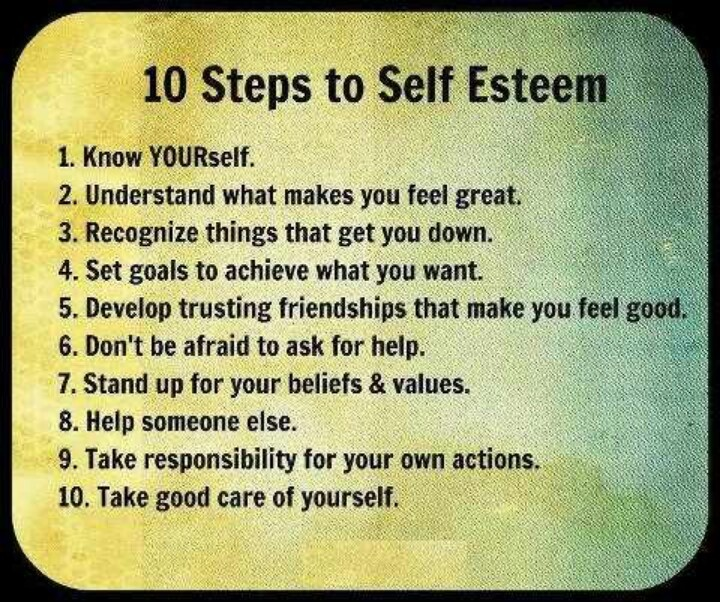 10 Steps to Self Esteem
1. Know YOURself.
2. Understand what makes you feel great.
3. Recognize things that get you down.
4. Set goals to achieve what you want.
5. Develop trusting friendships that make you feel good.
6. Don't be afraid to ask for help.
7. Stand up for your beliefs & values.
8. Help someone else.
9. Take responsibility for your own actions.
10. Take good care of yourself.